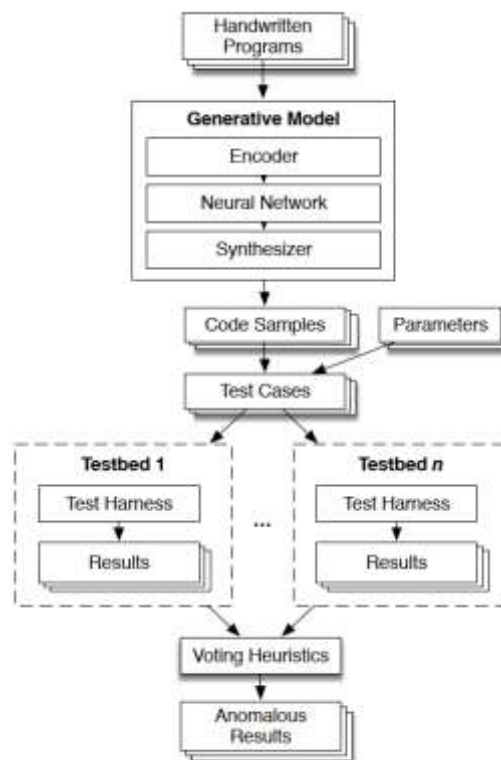 Handwritten
Programs
Generative Model
Encoder
Neural Network
Synthesizer
Code Samples
Parameters
Test Cases
Testbed 1
Testbed n
Test Harness
Test Harness
...
Results
Results
Voting Heuristics
Anomalous
Results